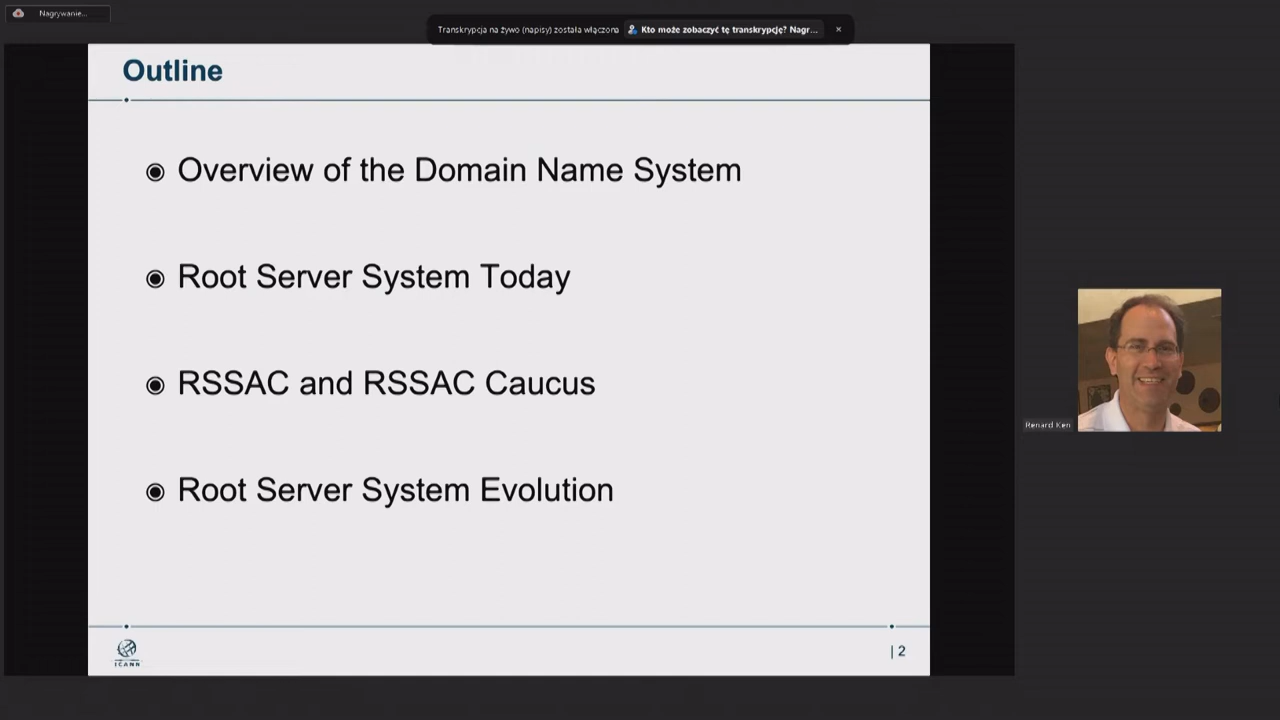 Nagrywanie...
Transkrypcja na żywo (napisy) została włączona Kto może zobaczyć tę transkrypcję? Nagr... ×
Outline
Overview of the Domain Name System
Root Server System Today
RSSAC and RSSAC Caucus
Root Server System Evolution
Renard Ken
ICANN
| 2